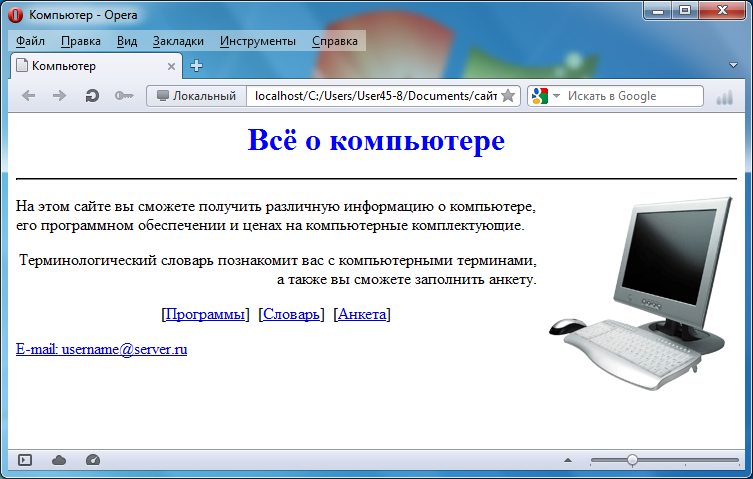 Компьютер - Opera
Файл Правка Вид Закладки Инструменты Справка
Компьютер
Локальный localhost/C:/Users/User45-8/Documents/сайт Искать в Google
Всё о компьютере
На этом сайте вы сможете получить различную информацию о компьютере,
его программном обеспечении и ценах на компьютерные комплектующие.
Терминологический словарь познакомит вас с компьютерными терминами,
а также вы сможете заполнить анкету.
[Программы] [Словарь] [Анкета]
E-mail: username@server.ru